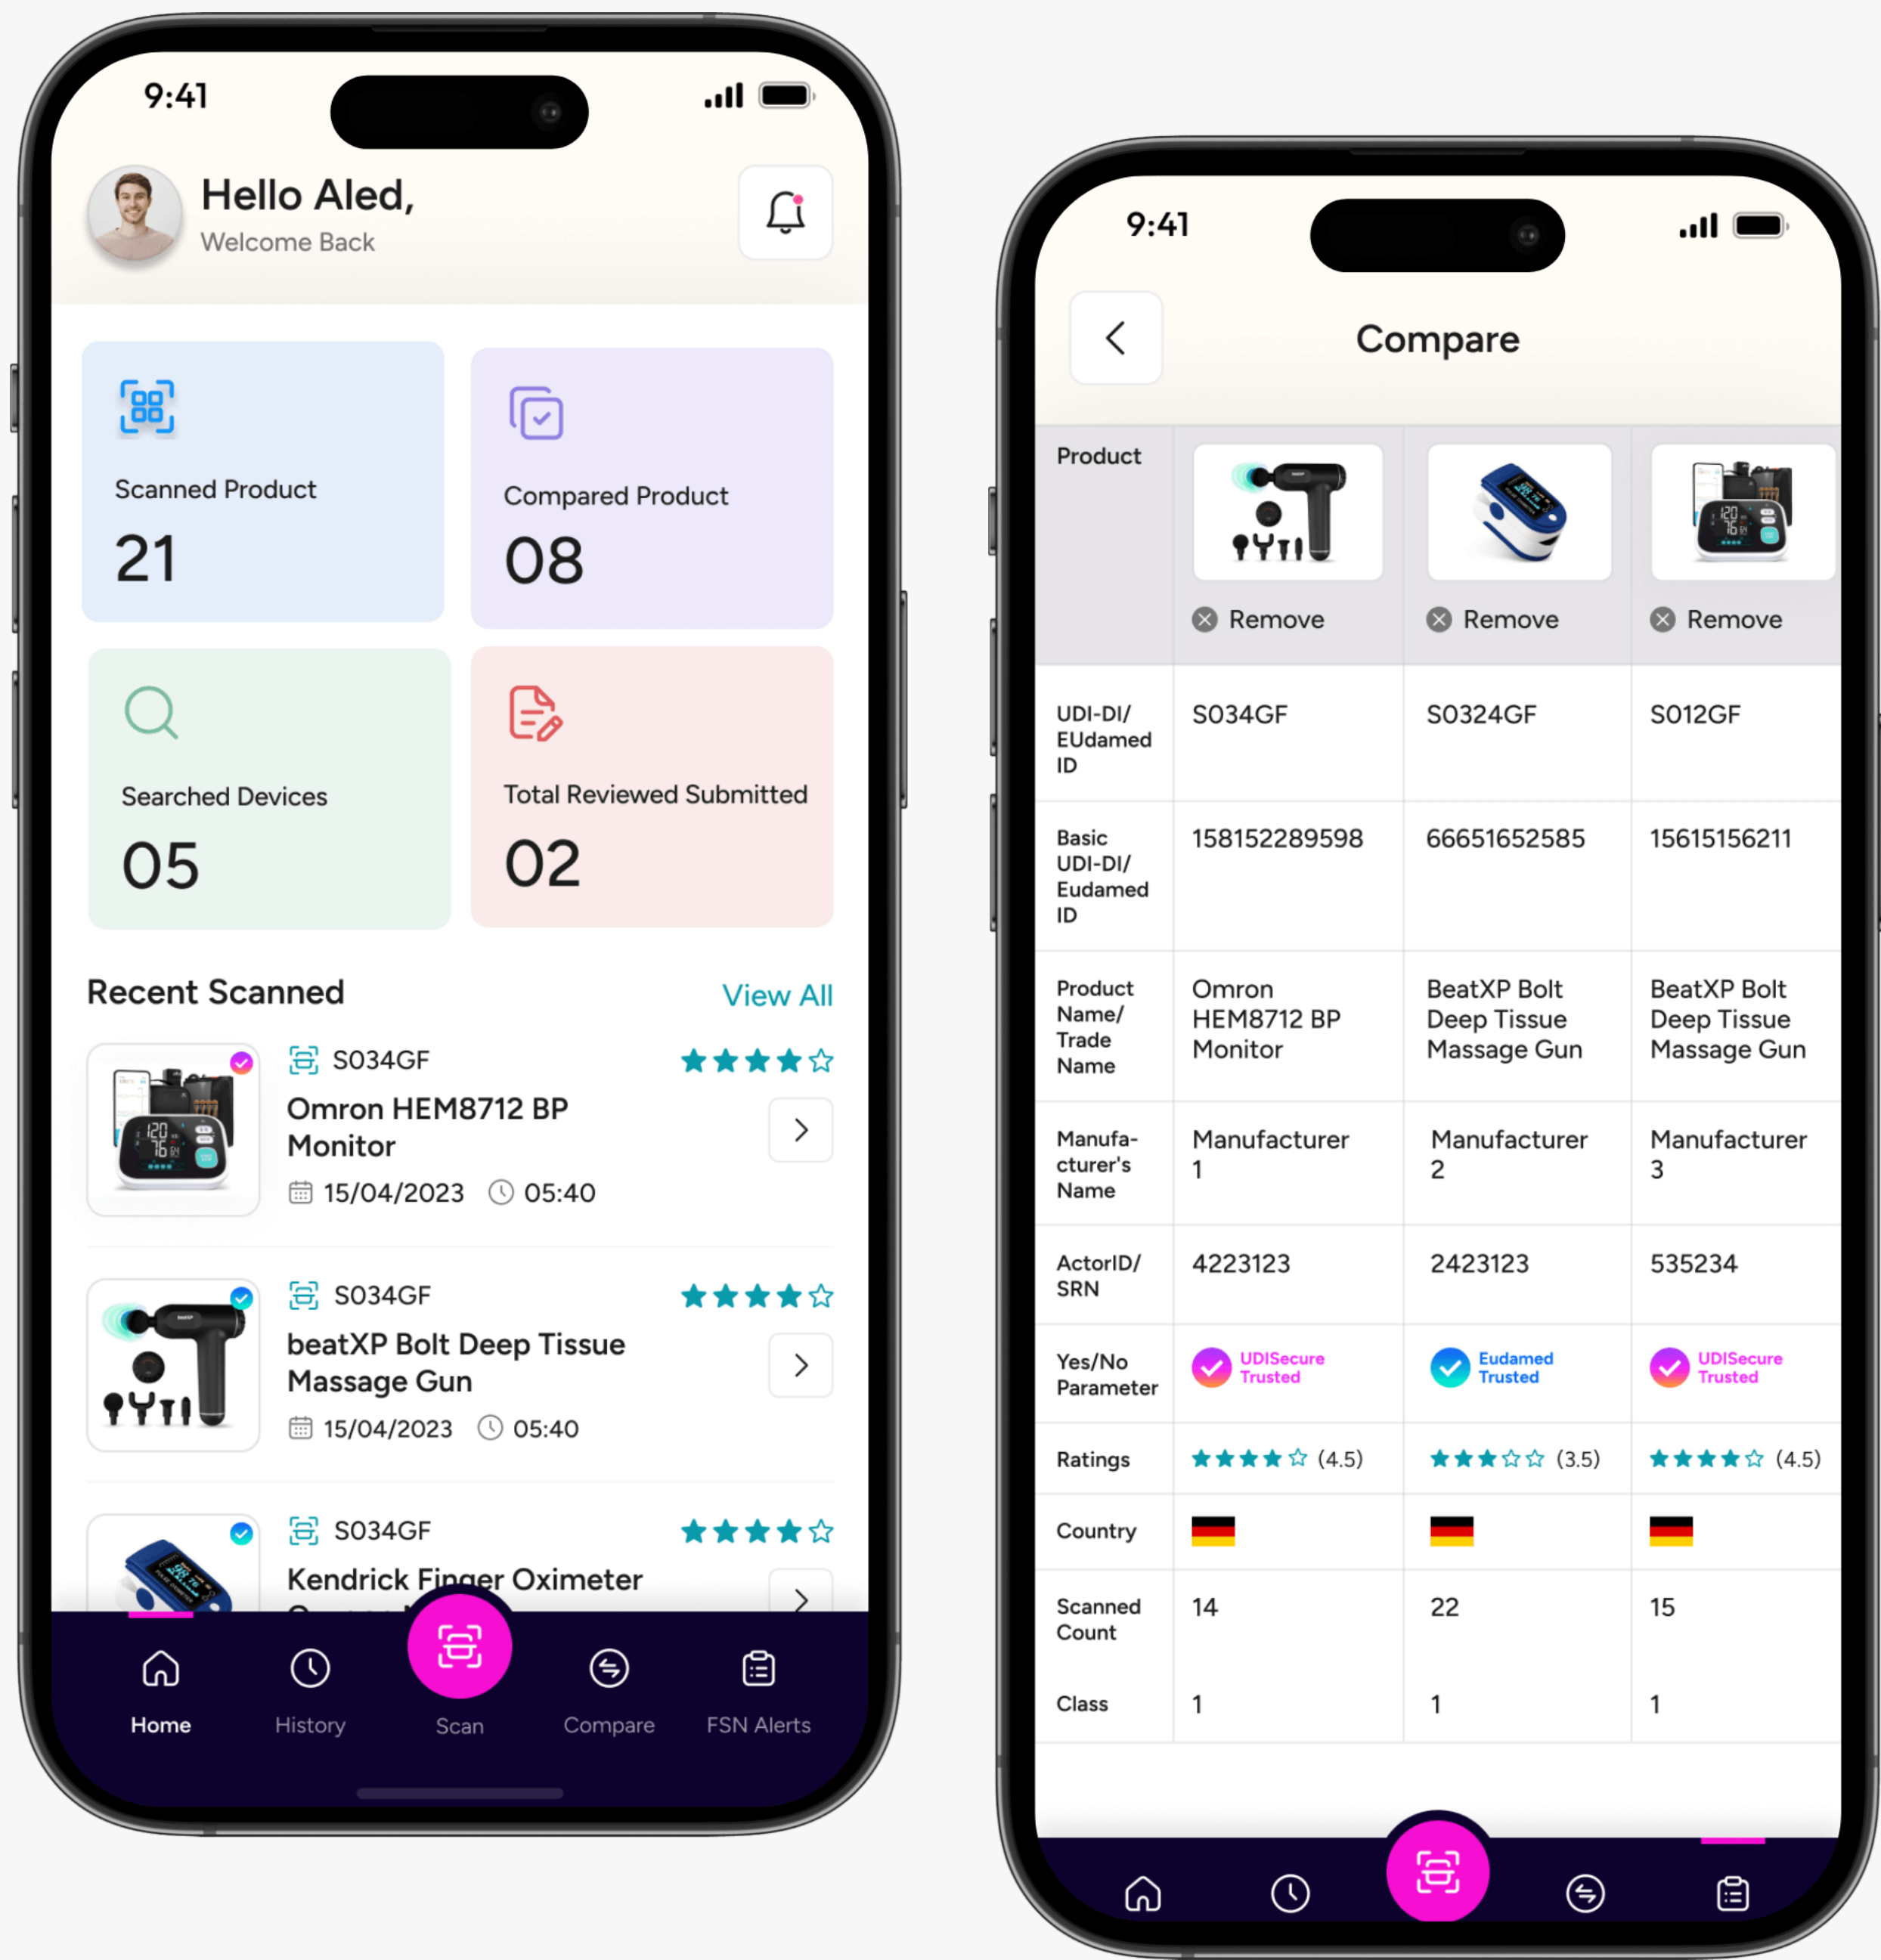 9:41
Hello Aled,
Welcome Back
Scanned Product
21
Compared Product
08
Searched Devices
05
Total Reviewed Submitted
02
Recent Scanned
View All
S034GF
Omron HEM8712 BP
Monitor
15/04/2023 05:40
S034GF
beatXP Bolt Deep Tissue
Massage Gun
15/04/2023 05:40
S034GF
Kendrick Finger Oximeter
Home
History
Scan
Compare
FSN Alerts
9:41
Compare
Product
Remove
Remove
Remove
UDI-DI/
EUdamed
ID
S034GF
S0324GF
S012GF
Basic
UDI-DI/
Eudamed
ID
158152289598
66651652585
15615156211
Product
Name/
Trade
Name
Omron
HEM8712 BP
Monitor
BeatXP Bolt
Deep Tissue
Massage Gun
BeatXP Bolt
Deep Tissue
Massage Gun
Manufa-
cturer's
Name
Manufacturer
1
Manufacturer
2
Manufacturer
3
ActorID/
SRN
4223123
2423123
535234
Yes/No
Parameter
UDISecure
Trusted
Eudamed
Trusted
UDISecure
Trusted
Ratings
(4.5)
(3.5)
(4.5)
Country
Scanned
Count
14
22
15
Class
1
1
1